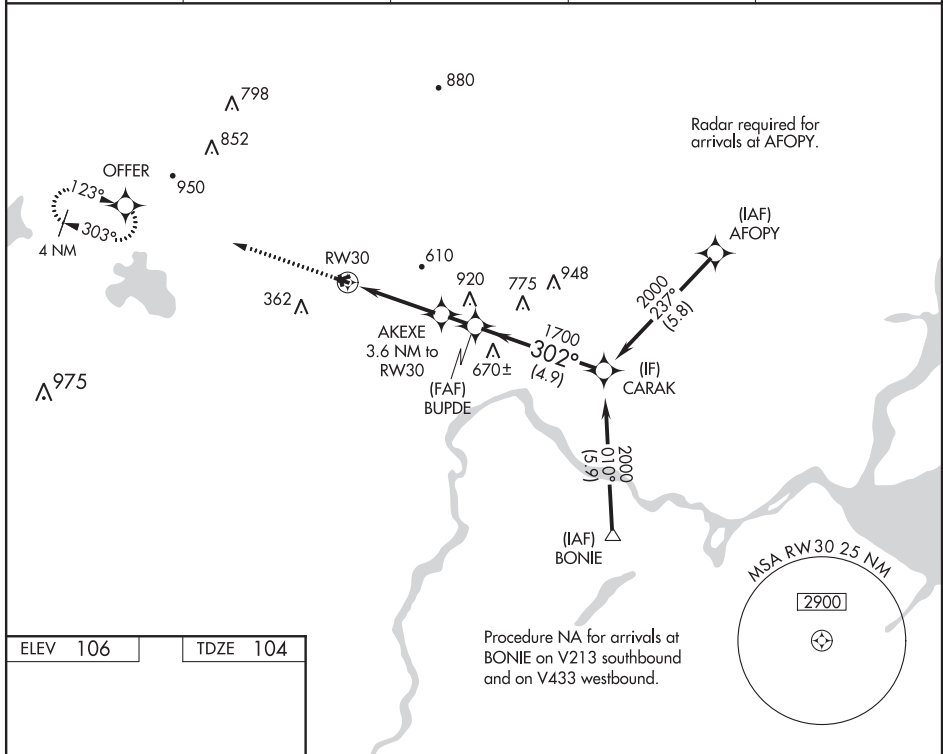 880
798
Radar required for
arrivals at AFOPY.
852
OFFER
950
123°
303°
4 NM
(IAF)
AFOPY
RW30
610
920
775
948
2000
237°
(5.8)
362
AKEXE
3.6 NM to
RW30
1700
302°
(4.9)
670±
(FAF)
BUPDE
(IF)
CARAK
975
2000
010°
(5.9)
(IAF)
BONIE
MSA RW30 25 NM
2900
Procedure NA for arrivals at
BONIE on V213 southbound
and on V433 westbound.
ELEV 106
TDZE 104